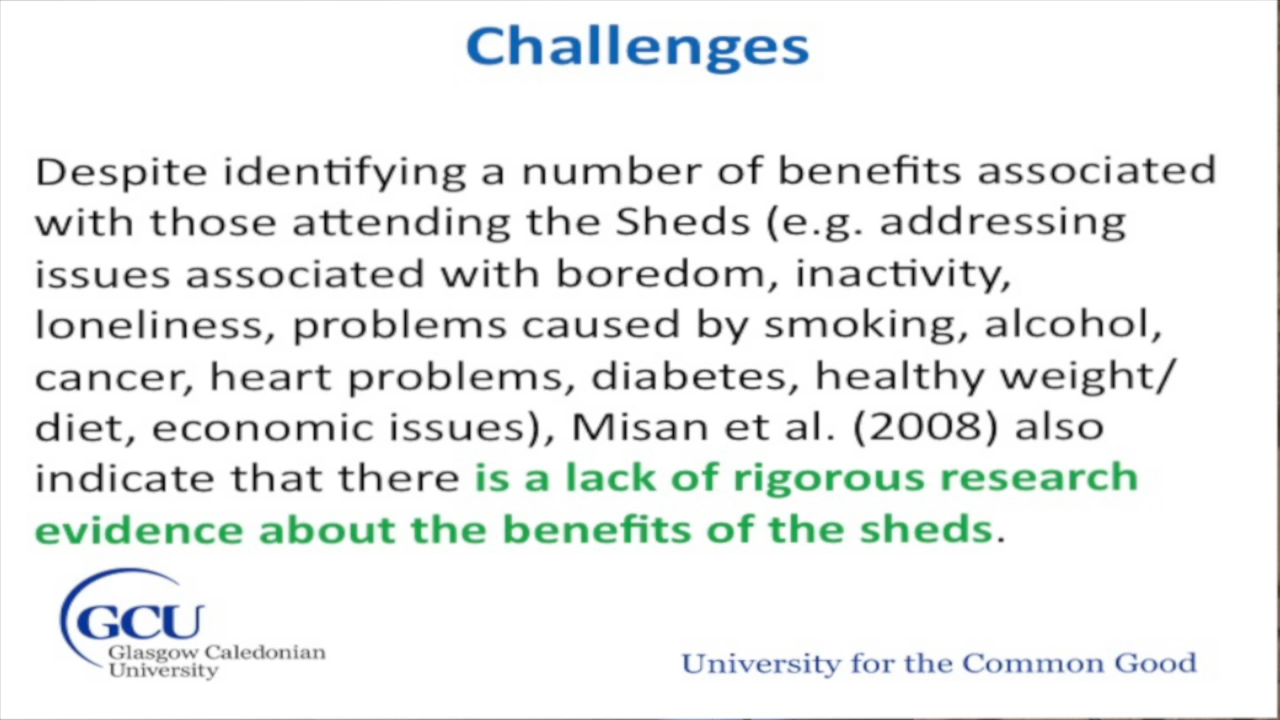 Challenges
Despite identifying a number of benefits associated
with those attending the Sheds (e.g. addressing
issues associated with boredom, inactivity,
loneliness, problems caused by smoking, alcohol,
cancer, heart problems, diabetes, healthy weight/
diet, economic issues), Misan et al. (2008) also
indicate that there is a lack of rigorous research
evidence about the benefits of the sheds.
GCU
Glasgow Caledonian
University
University for the Common Good